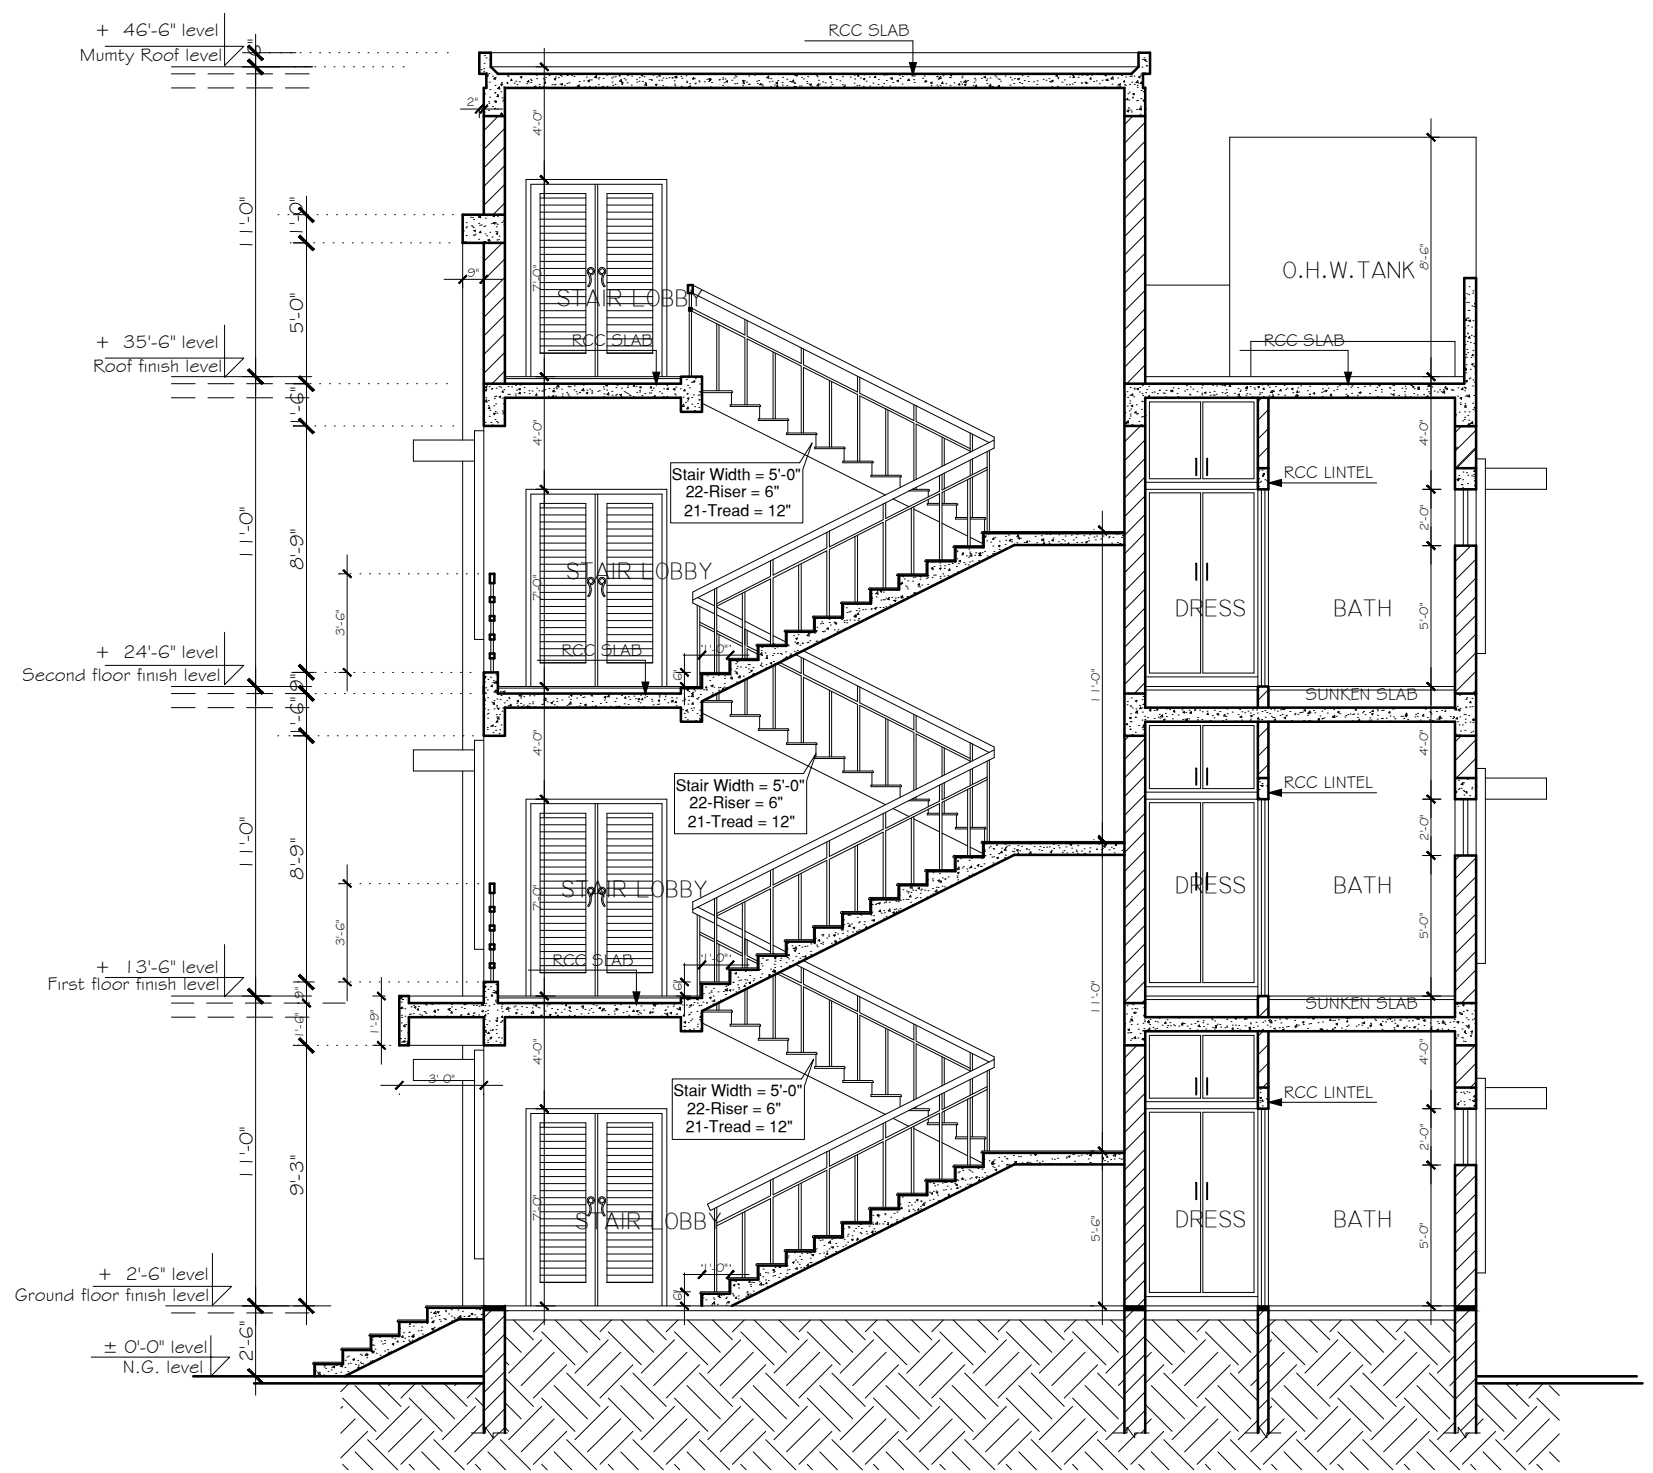 RCC SLAB
+ 46'-6" level
Mumty Roof level
2"
4'-0"
11'-0"
1'-0"
9"
7'-0"
STAIR LOBBY
O.H.W.TANK
8'-6"
5'-0"
+ 35'-6" level
Roof finish level
RCC SLAB
RCC SLAB
1'-6"
4'-0"
4'-0"
Stair Width = 5'-0"
22-Riser = 6"
21-Tread = 12"
RCC LINTEL
2'-0"
11'-0"
8'-9"
7'-0"
STAIR LOBBY
3'-6"
DRESS
BATH
5'-0"
+ 24'-6" level
Second floor finish level
RCC SLAB
1'-0"
6"
11'-0"
SUNKEN SLAB
9"
1'-6"
4'-0"
4'-0"
Stair Width = 5'-0"
22-Riser = 6"
21-Tread = 12"
RCC LINTEL
2'-0"
11'-0"
8'-9"
7'-0"
STAIR LOBBY
3'-6"
DRESS
BATH
5'-0"
+ 13'-6" level
First floor finish level
RCC SLAB
1'-0"
6"
11'-0"
SUNKEN SLAB
9"
1'-6"
1'-9"
4'-0"
4'-0"
3'-0"
Stair Width = 5'-0"
22-Riser = 6"
21-Tread = 12"
RCC LINTEL
2'-0"
11'-0"
9'-3"
7'-0"
STAIR LOBBY
5'-6"
DRESS
BATH
5'-0"
+ 2'-6" level
Ground floor finish level
1'-0"
6"
2'-6"
± 0'-0" level
N.G. level